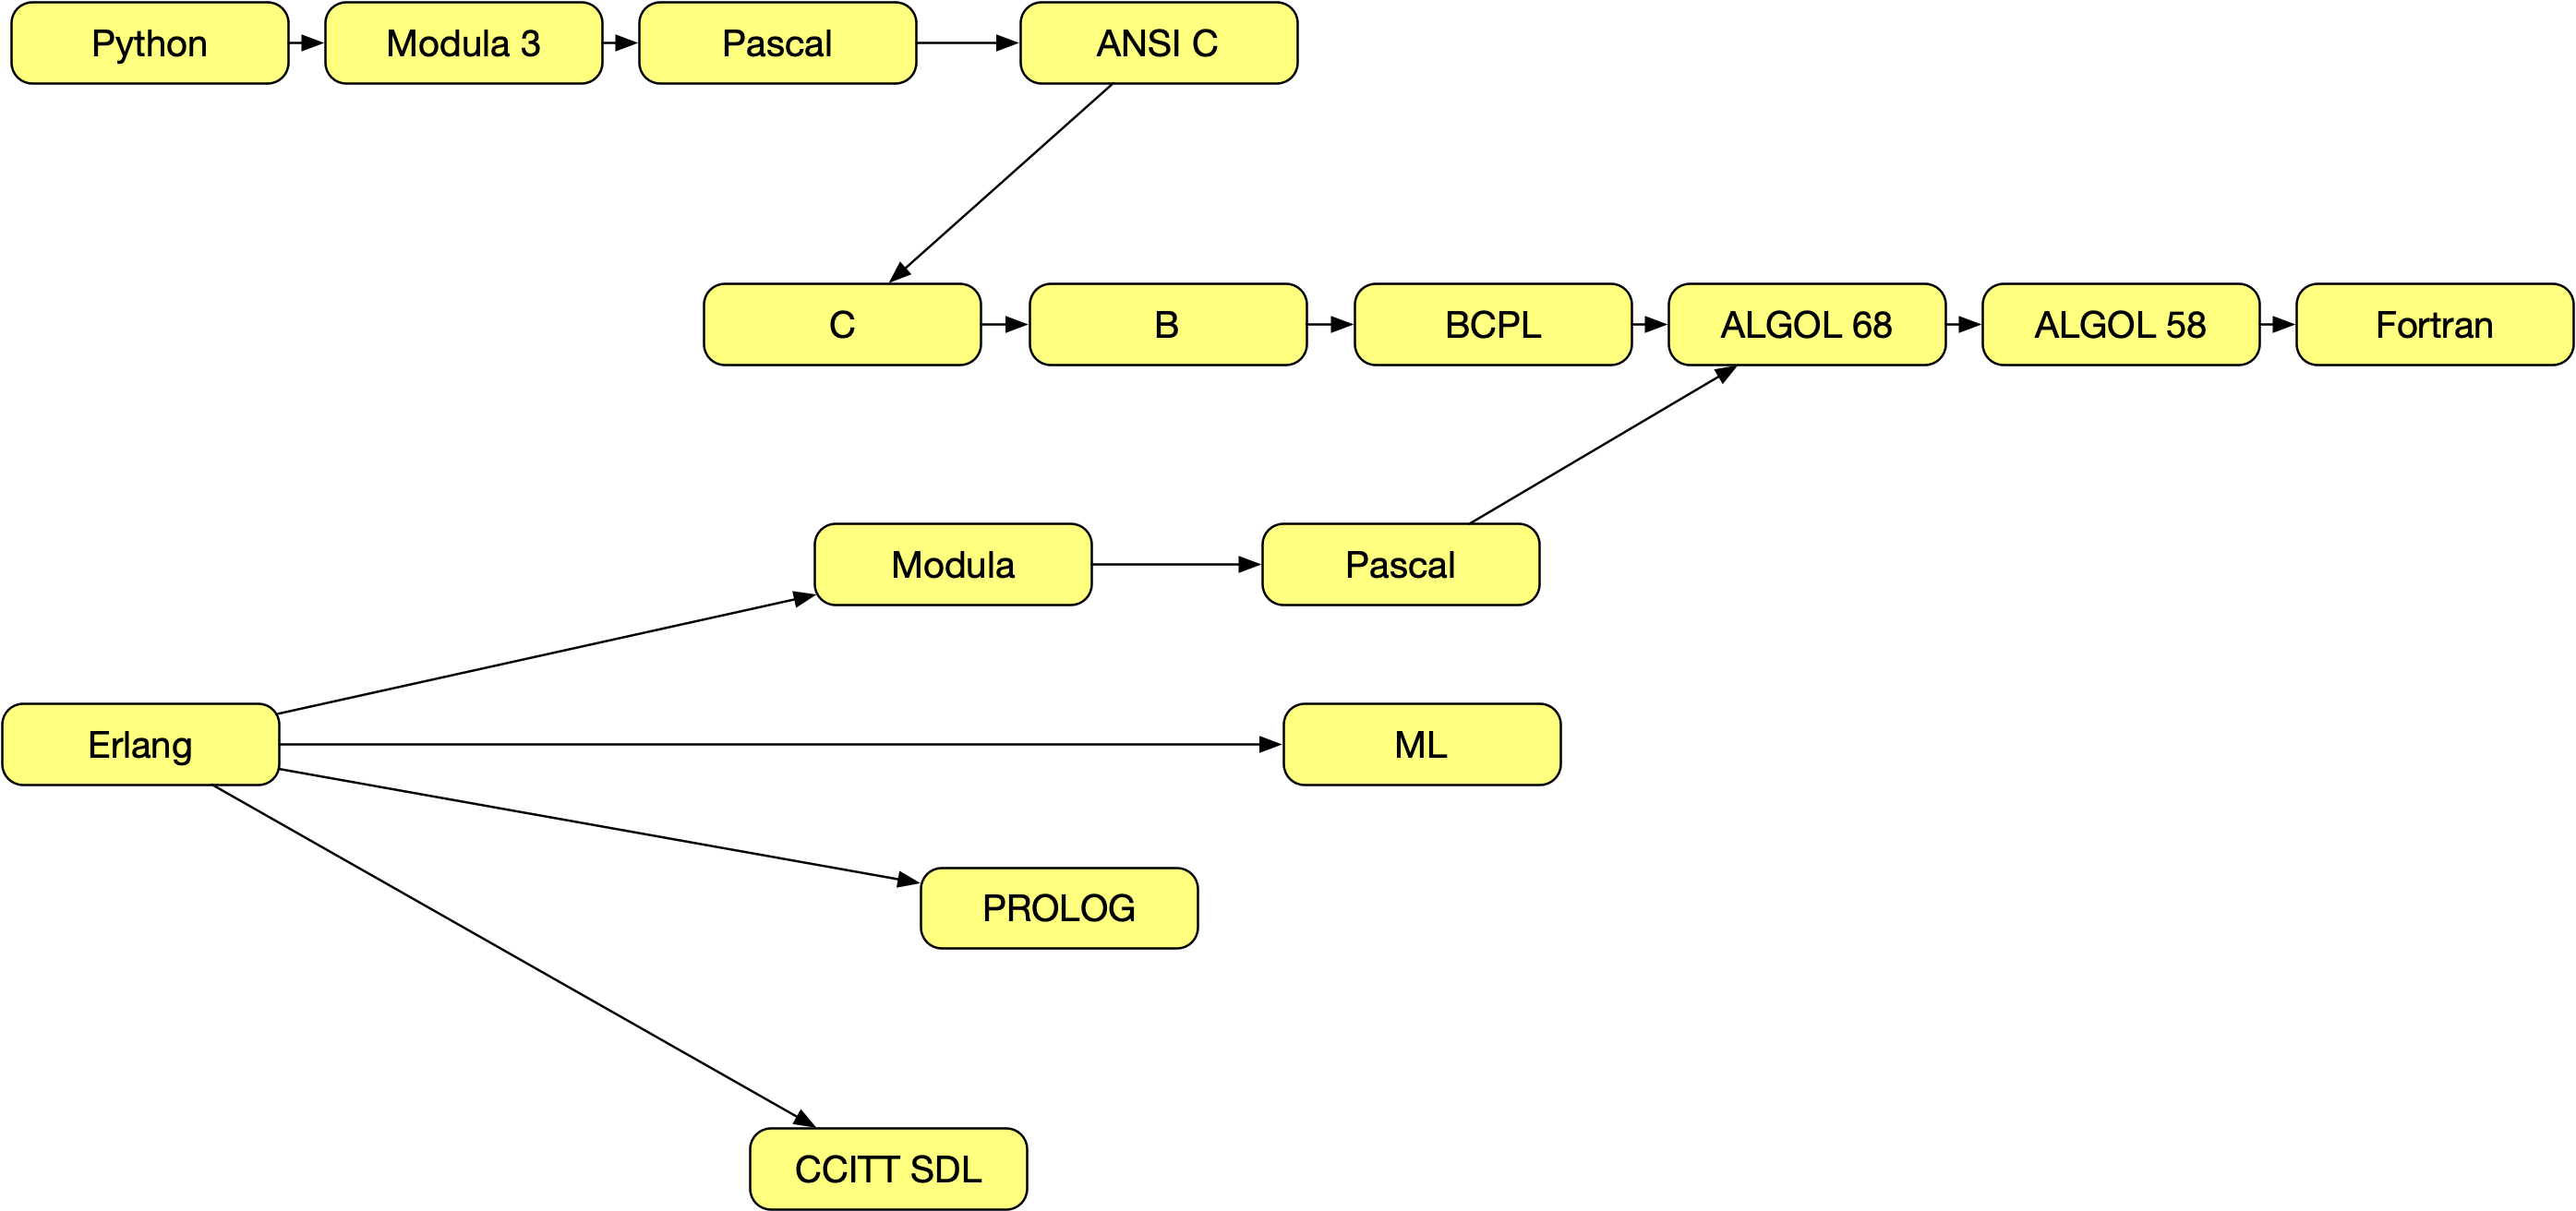 Python
Modula 3
Pascal
ANSI C
C
B
BCPL
ALGOL 68
ALGOL 58
Fortran
Modula
Pascal
Erlang
ML
PROLOG
CCITT SDL